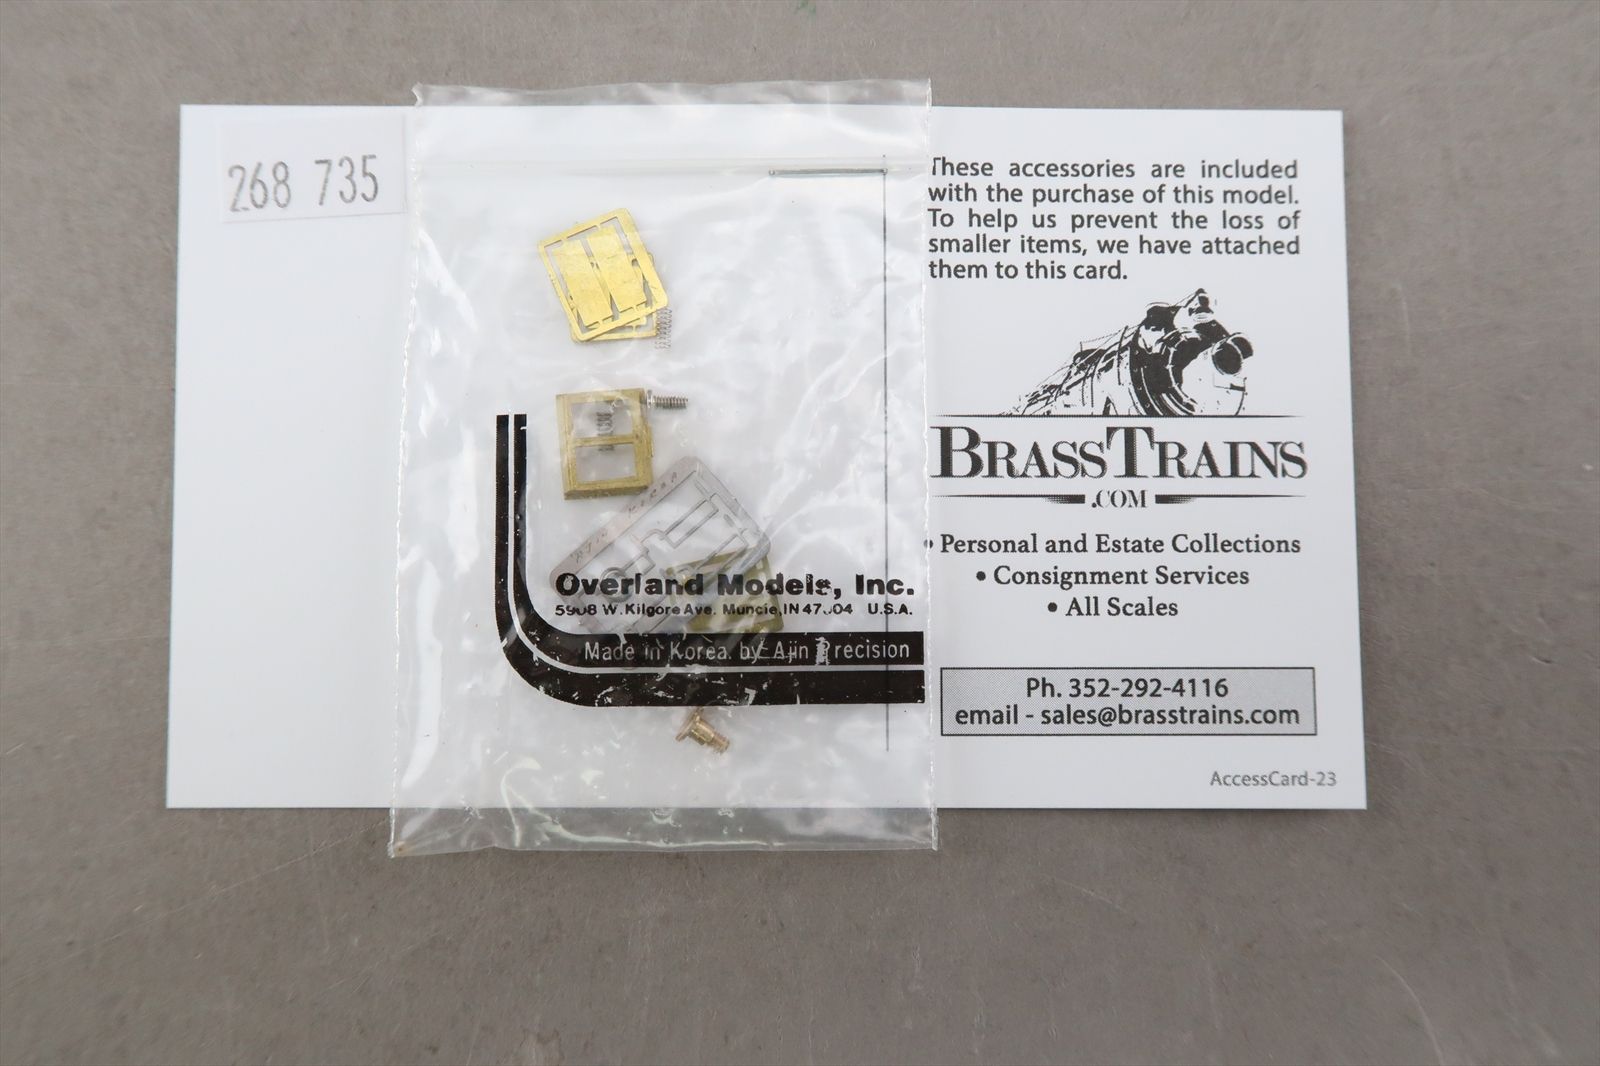 268 735
These accessories are included
with the purchase of this model.
To help us prevent the loss of
smaller items, we have attached
them to this card.
BRASSTRAINS
.COM
• Personal and Estate Collections
• Consignment Services
• All Scales
Ph. 352-292-4116
email - sales@brasstrains.com
AccessCard-23
Overland Models, Inc.
5908 W. Kilgore Ave. Muncie, IN 47304 U.S.A.
Made in Korea by Ajin Precision